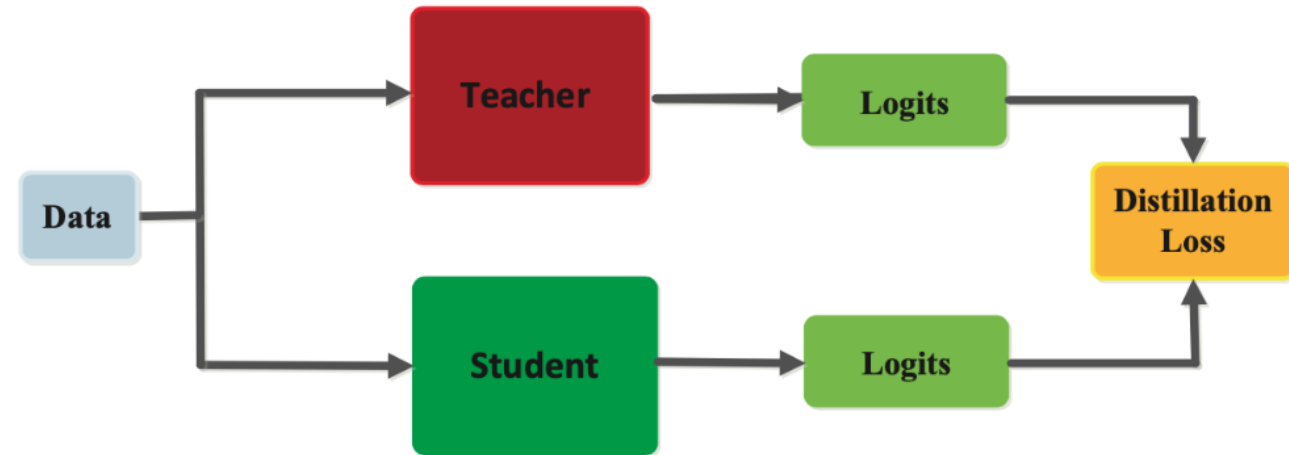 Teacher
Logits
Data
Distillation
Loss
Student
Logits